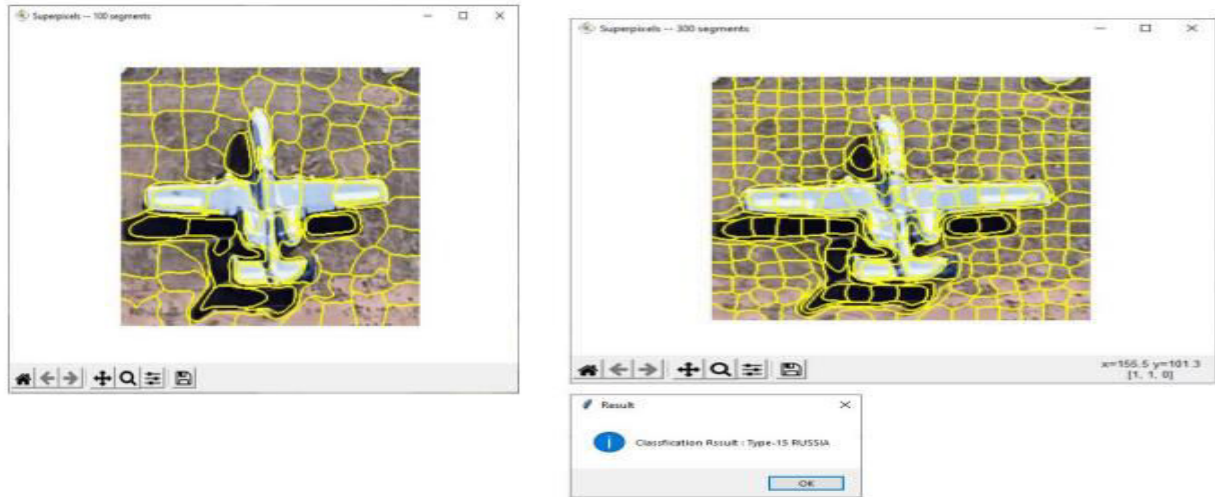 Superpixels -- 100 segments
Superpixels -- 300 segments
x=155.5 y=101.3
[1, 1, 0]
Result
Classfication Rssult : Type-15 RUSSIA
OK